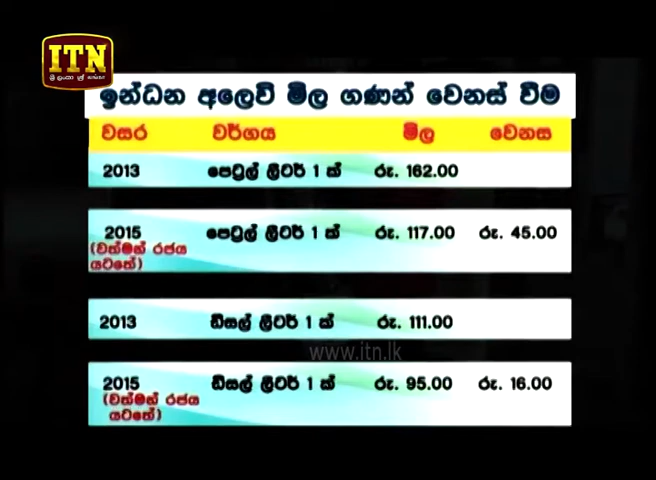 ITN
ශ්‍රී ලංකා ශ්‍රී නාමය
ඉන්ධන අලෙවි මිල ගණන් වෙනස් වීම
වසර වර්ගය මිල වෙනස
2013 පෙට්‍රල් ලීටර් 1 ක් රු. 162.00
2015 පෙට්‍රල් ලීටර් 1 ක් රු. 117.00 රු. 45.00
(වත්මන් රජය
යටතේ)
2013 ඩීසල් ලීටර් 1 ක් රු. 111.00
www.itn.lk
2015 ඩීසල් ලීටර් 1 ක් රු. 95.00 රු. 16.00
(වත්මන් රජය
යටතේ)